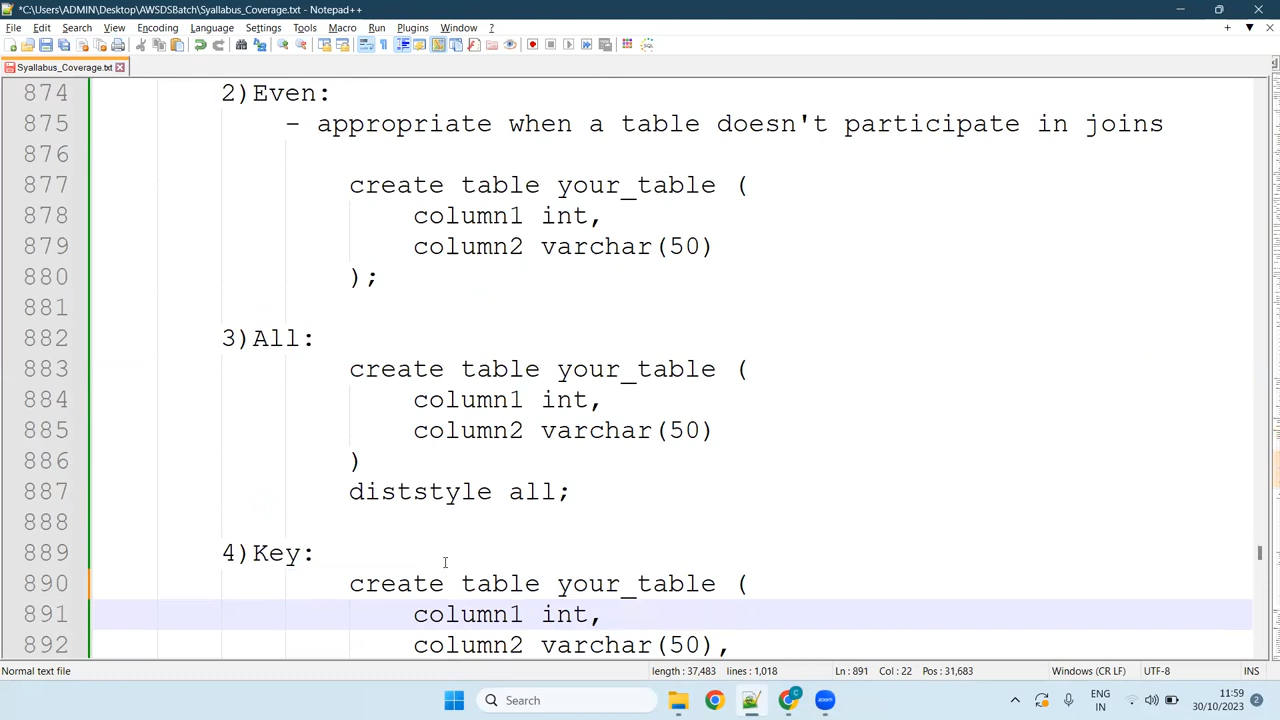 *C:\Users\ADMIN\Desktop\AWSDSBatch\Syallabus_Coverage.txt - Notepad++
File Edit Search View Encoding Language Settings Tools Macro Run Plugins Window ?
Syallabus_Coverage.txt
874 2)Even:
875 - appropriate when a table doesn't participate in joins
876
877 create table your_table (
878 column1 int,
879 column2 varchar(50)
880 );
881
882 3)All:
883 create table your_table (
884 column1 int,
885 column2 varchar(50)
886 )
887 diststyle all;
888
889 4)Key:
890 create table your_table (
891 column1 int,
892 column2 varchar(50),
Normal text file length : 37,483 lines : 1,018 Ln : 891 Col : 22 Pos : 31,683 Windows (CR LF) UTF-8 INS
Search ENG IN 11:59 30/10/2023 2